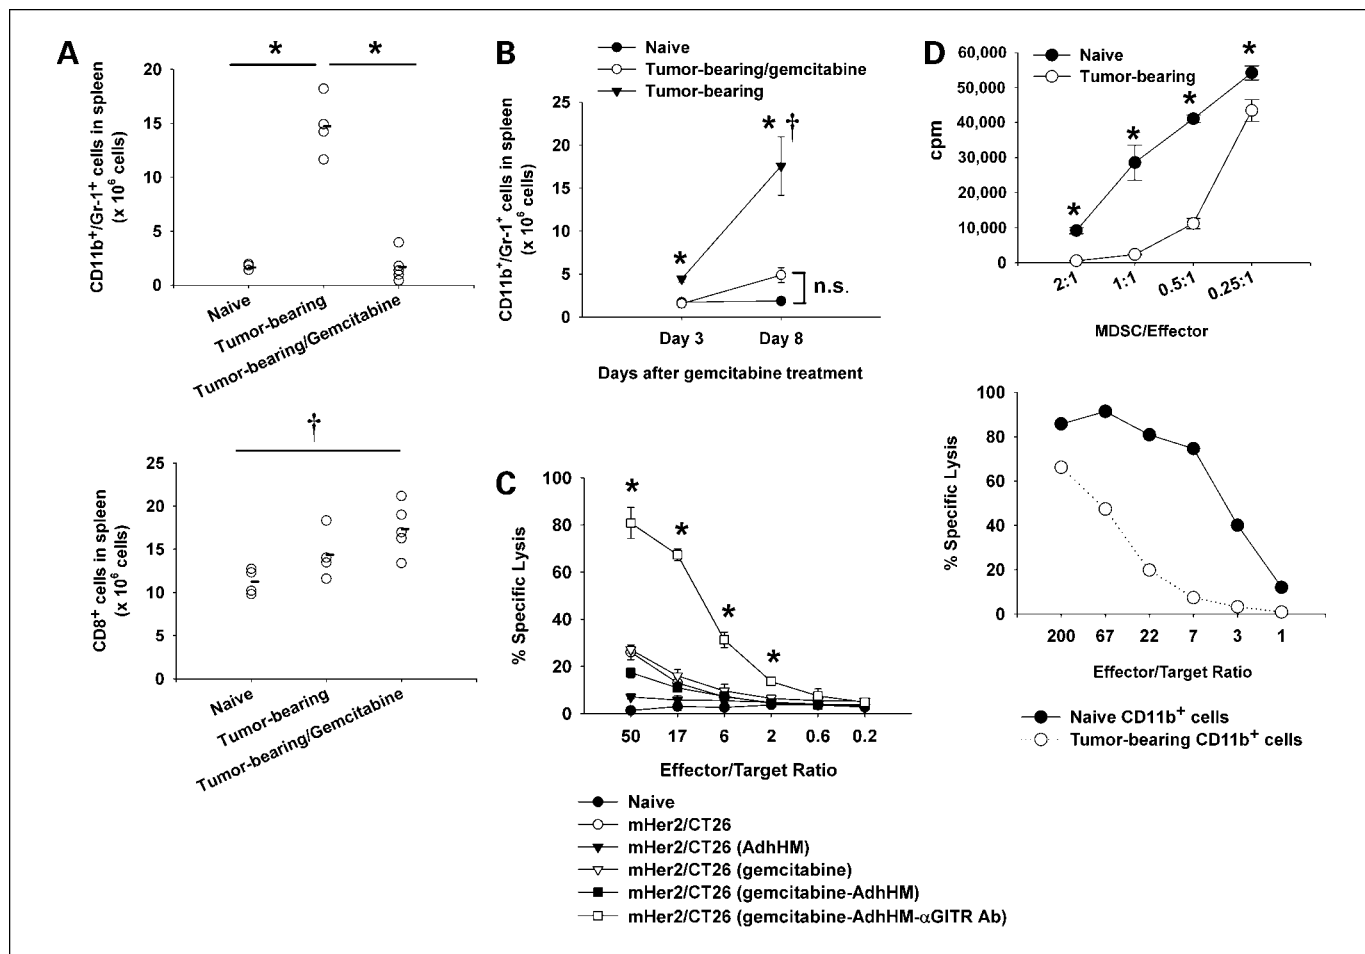 A
* *
CD11b+/Gr-1+ cells in spleen
(x 10⁶ cells)
20
15
10
5
0
Naive
Tumor-bearing
Tumor-bearing/Gemcitabine
†
CD8+ cells in spleen
(x 10⁶ cells)
25
20
15
10
5
0
Naive
Tumor-bearing
Tumor-bearing/Gemcitabine
B
Naive
Tumor-bearing/gemcitabine
Tumor-bearing
CD11b+/Gr-1+ cells in spleen
(x 10⁶ cells)
25
20
15
10
5
0
* †
*
n.s.
Day 3 Day 8
Days after gemcitabine treatment
C
% Specific Lysis
100
80
60
40
20
0
*
*
*
*
50 17 6 2 0.6 0.2
Effector/Target Ratio
Naive
mHer2/CT26
mHer2/CT26 (AdhHM)
mHer2/CT26 (gemcitabine)
mHer2/CT26 (gemcitabine-AdhHM)
mHer2/CT26 (gemcitabine-AdhHM-αGITR Ab)
D
Naive
Tumor-bearing
cpm
60,000
50,000
40,000
30,000
20,000
10,000
0
*
*
*
*
2:1 1:1 0.5:1 0.25:1
MDSC/Effector
% Specific Lysis
100
80
60
40
20
0
200 67 22 7 3 1
Effector/Target Ratio
Naive CD11b+ cells
Tumor-bearing CD11b+ cells